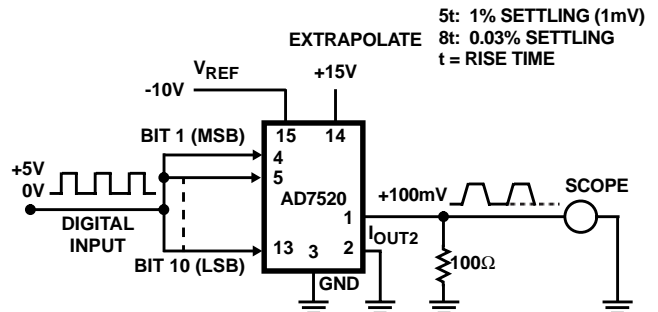 5t: 1% SETTLING (1mV)
EXTRAPOLATE 8t: 0.03% SETTLING
t = RISE TIME
VREF
-10V
+15V
BIT 1 (MSB)
15 14
4
5
+5V
0V
AD7520
+100mV
SCOPE
1
DIGITAL
INPUT
IOUT2
13 3 2
100Ω
BIT 10 (LSB)
GND